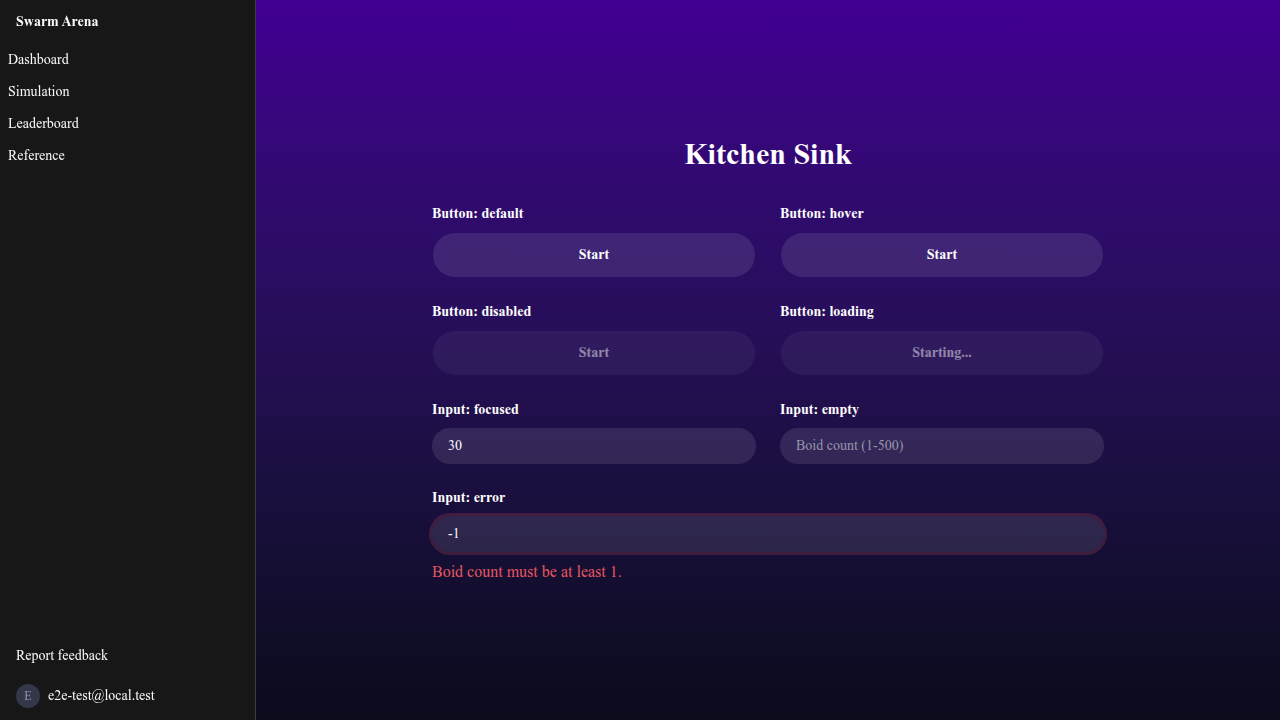 Swarm Arena
Dashboard
Simulation
Leaderboard
Reference
Report feedback
E e2e-test@local.test
Kitchen Sink
Button: default
Start
Button: hover
Start
Button: disabled
Start
Button: loading
Starting...
Input: focused
30
Input: empty
Boid count (1-500)
Input: error
-1
Boid count must be at least 1.